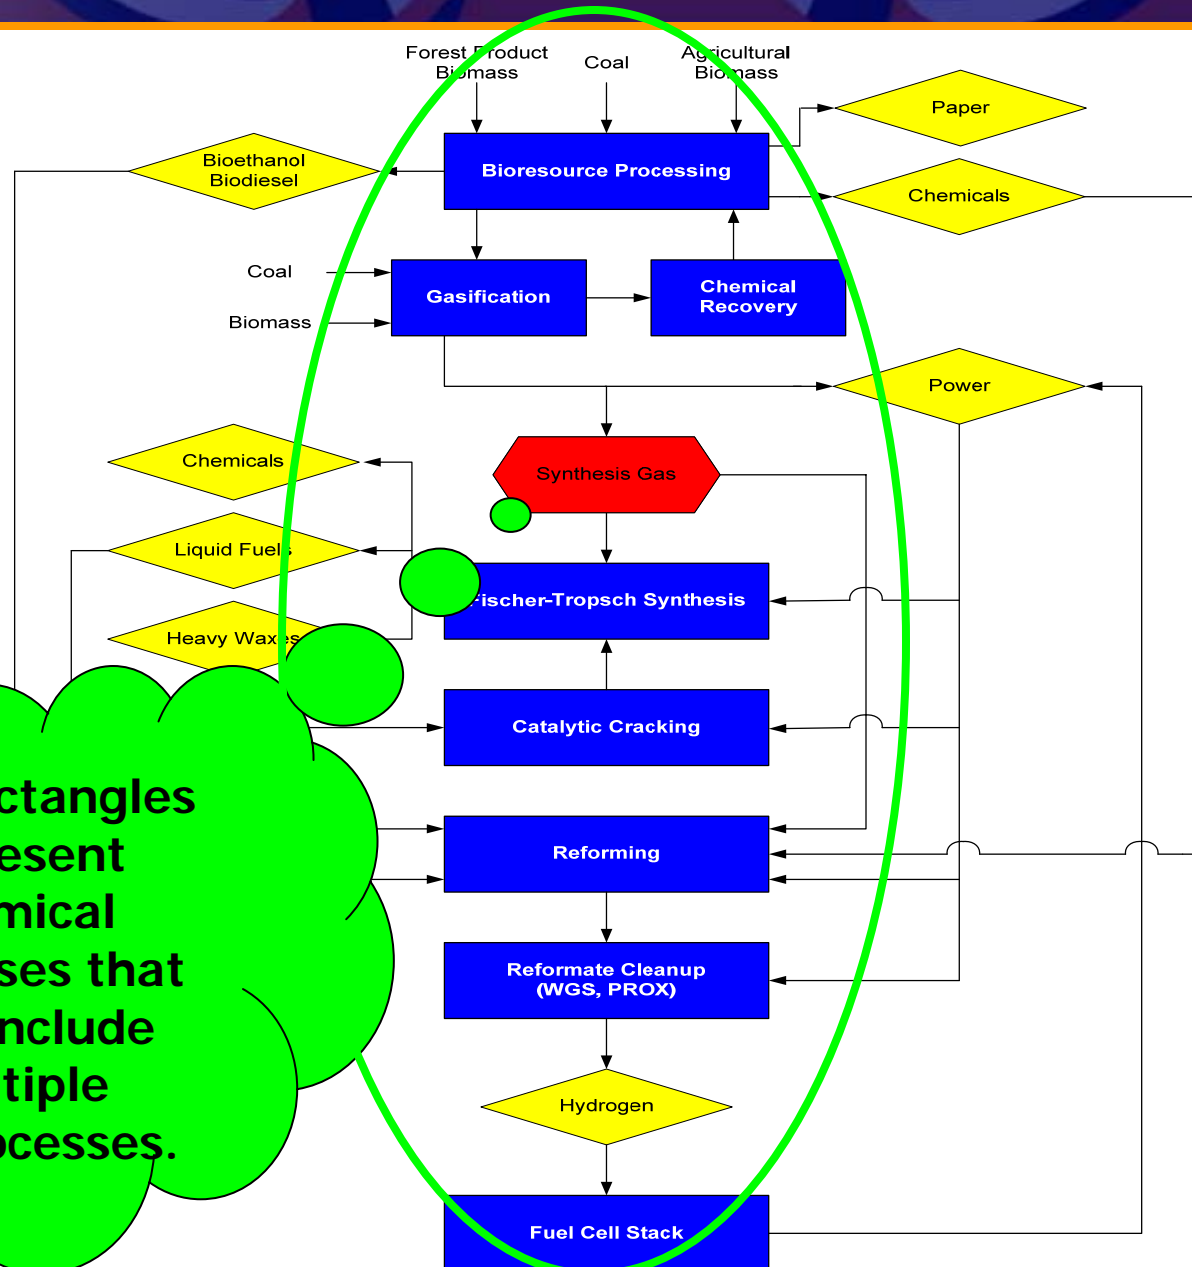 Forest Product
Biomass
Coal
Agricultural
Biomass
Paper
Bioethanol
Biodiesel
Bioresource Processing
Chemicals
Coal
Gasification
Chemical
Recovery
Biomass
Power
Chemicals
Synthesis Gas
Liquid Fuels
Fischer-Tropsch Synthesis
Heavy Waxes
Catalytic Cracking
ctangles
esent
Reforming
mical
ses that
Reformate Cleanup
(WGS, PROX)
nclude
tiple
ocesses.
Hydrogen
Fuel Cell Stack